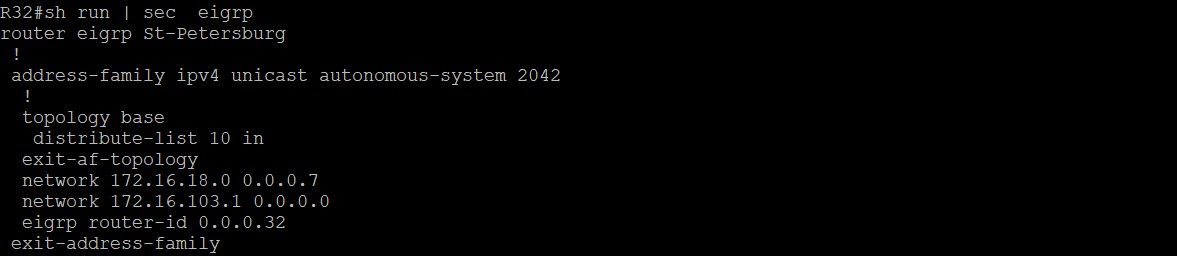 R32#sh run | sec  eigrp
router eigrp St-Petersburg
 !
 address-family ipv4 unicast autonomous-system 2042
  !
  topology base
   distribute-list 10 in
  exit-af-topology
  network 172.16.18.0 0.0.0.7
  network 172.16.103.1 0.0.0.0
  eigrp router-id 0.0.0.32
 exit-address-family